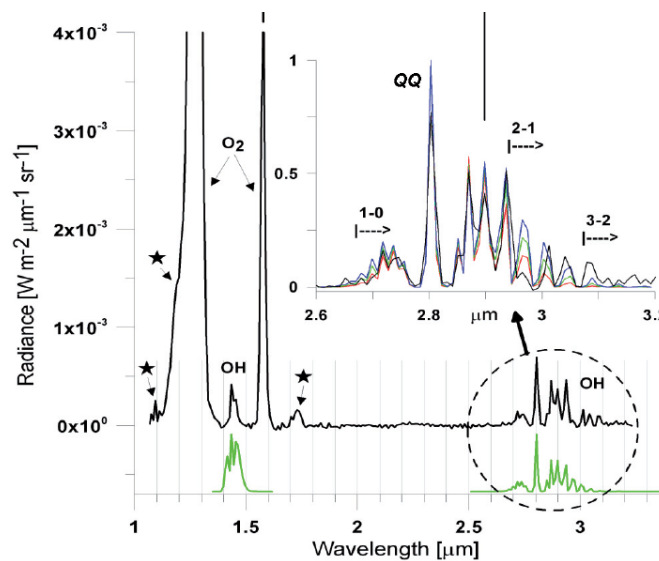 4x10⁻³
3x10⁻³
2x10⁻³
1x10⁻³
0x10⁰
Radiance [W m-2 μm-1 sr-1]
1
1.5
2
2.5
3
Wavelength [μm]
O₂
★
★
OH
★
OH
1
0.5
0
QQ
1-0
|---->
2-1
|---->
3-2
|---->
2.6
2.8
μm
3
3.2